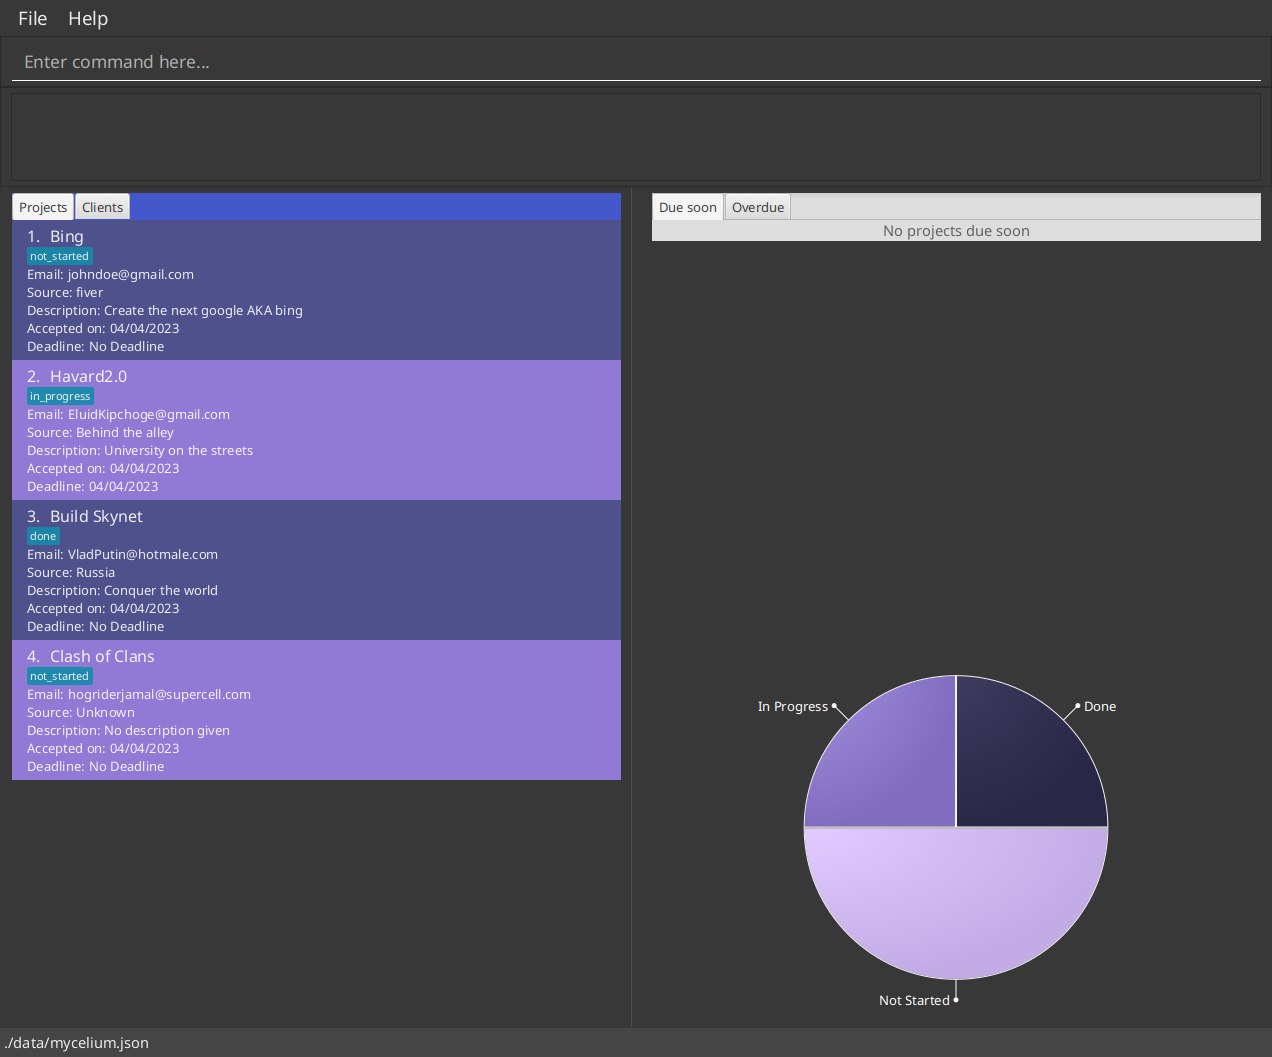 File Help
Enter command here...
Projects Clients
1. Bing
not_started
Email: johndoe@gmail.com
Source: fiver
Description: Create the next google AKA bing
Accepted on: 04/04/2023
Deadline: No Deadline
2. Havard2.0
in_progress
Email: EluidKipchoge@gmail.com
Source: Behind the alley
Description: University on the streets
Accepted on: 04/04/2023
Deadline: 04/04/2023
3. Build Skynet
done
Email: VladPutin@hotmale.com
Source: Russia
Description: Conquer the world
Accepted on: 04/04/2023
Deadline: No Deadline
4. Clash of Clans
not_started
Email: hogriderjamal@supercell.com
Source: Unknown
Description: No description given
Accepted on: 04/04/2023
Deadline: No Deadline
Due soon Overdue
No projects due soon
In Progress
Done
Not Started
./data/mycelium.json